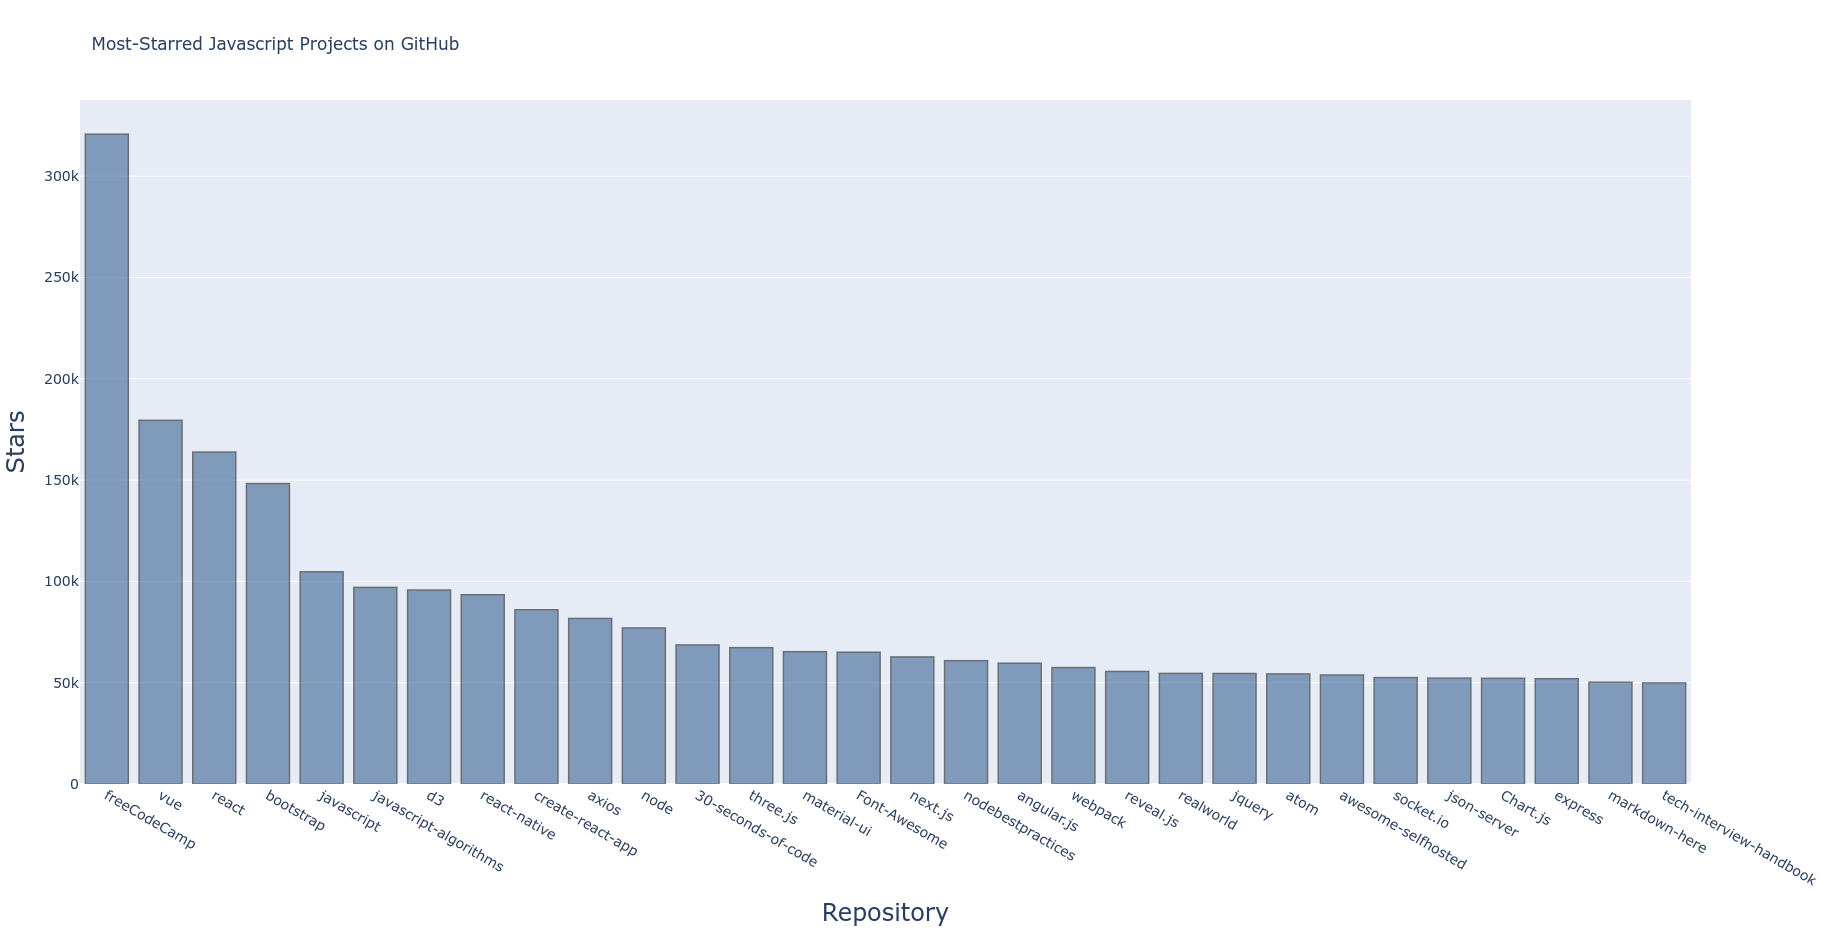 Most-Starred Javascript Projects on GitHub
Stars
300k
250k
200k
150k
100k
50k
0
freeCodeCamp
vue
react
bootstrap
javascript
javascript-algorithms
d3
react-native
create-react-app
axios
node
30-seconds-of-code
three.js
material-ui
Font-Awesome
next.js
nodebestpractices
angular.js
webpack
reveal.js
realworld
jquery
atom
awesome-selfhosted
socket.io
json-server
Chart.js
express
markdown-here
tech-interview-handbook
Repository